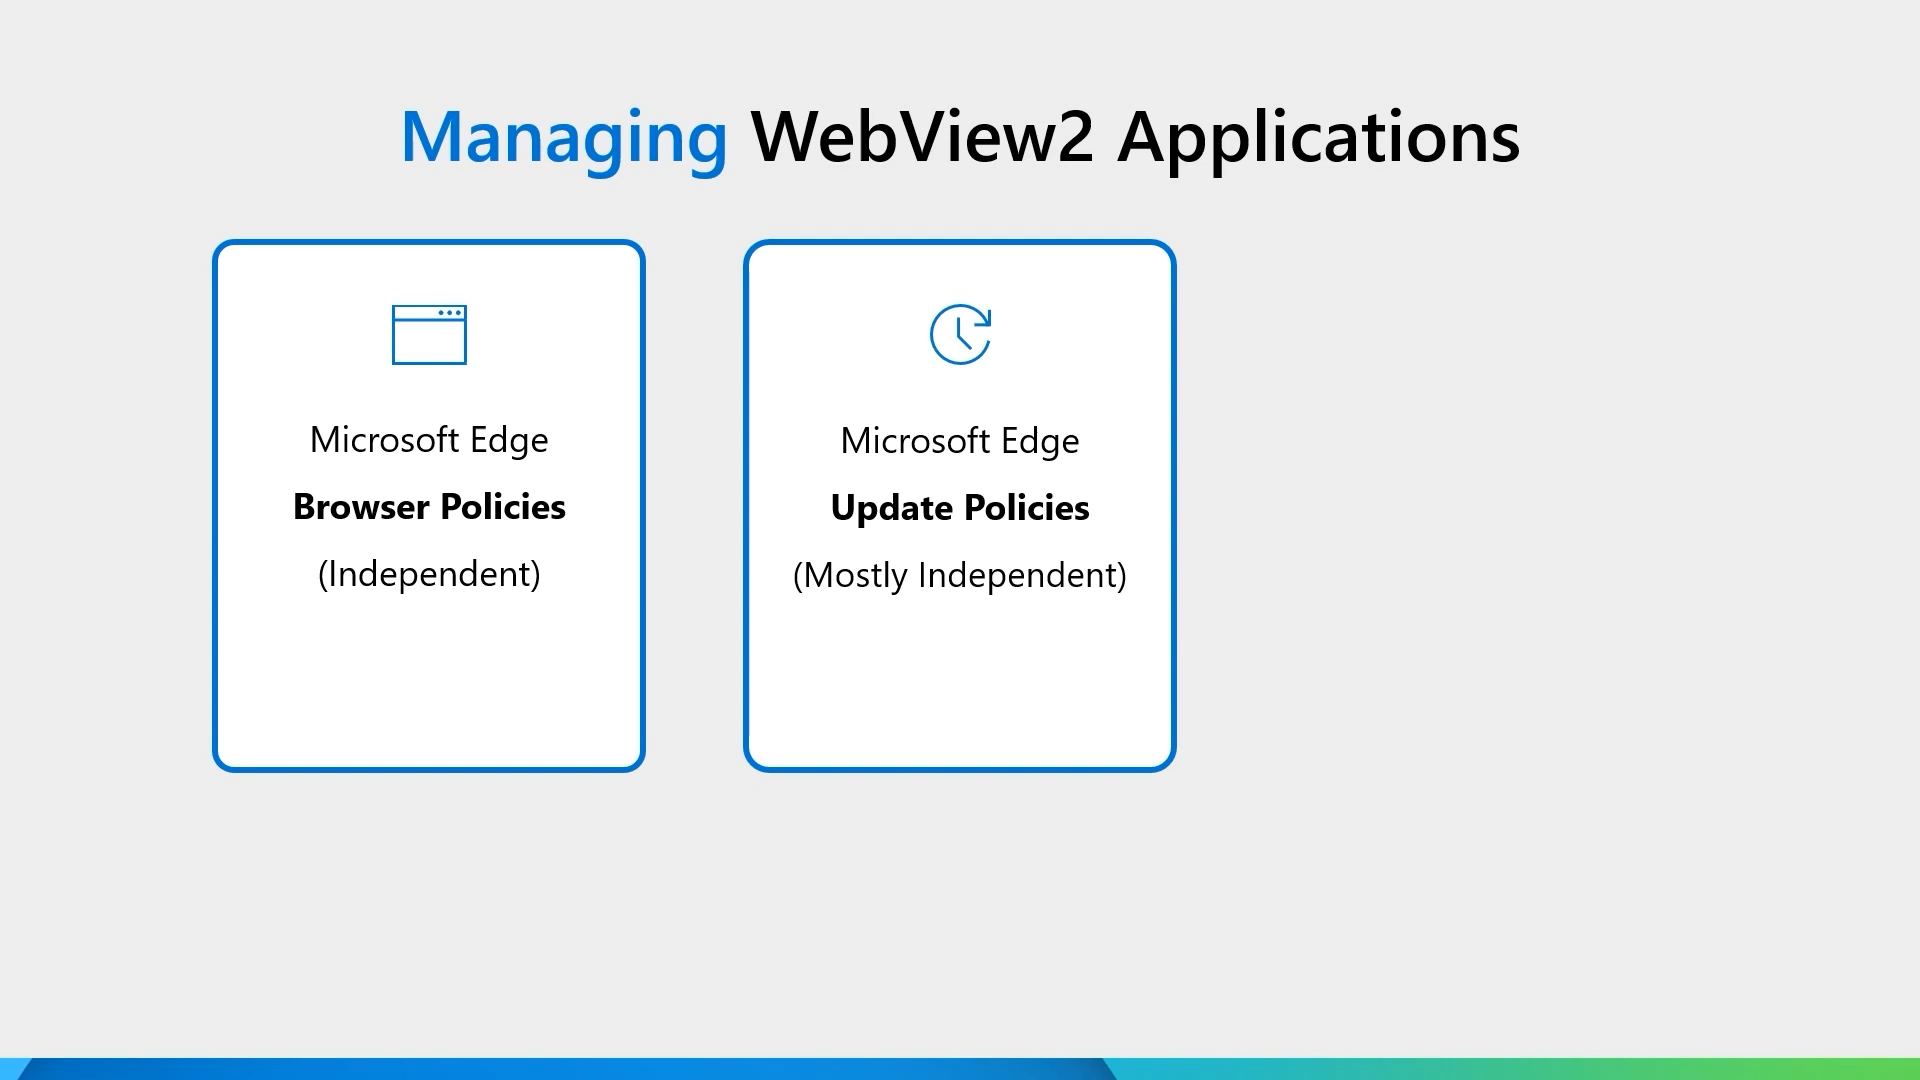 Managing WebView2 Applications
Microsoft Edge
Browser Policies
(Independent)
Microsoft Edge
Update Policies
(Mostly Independent)